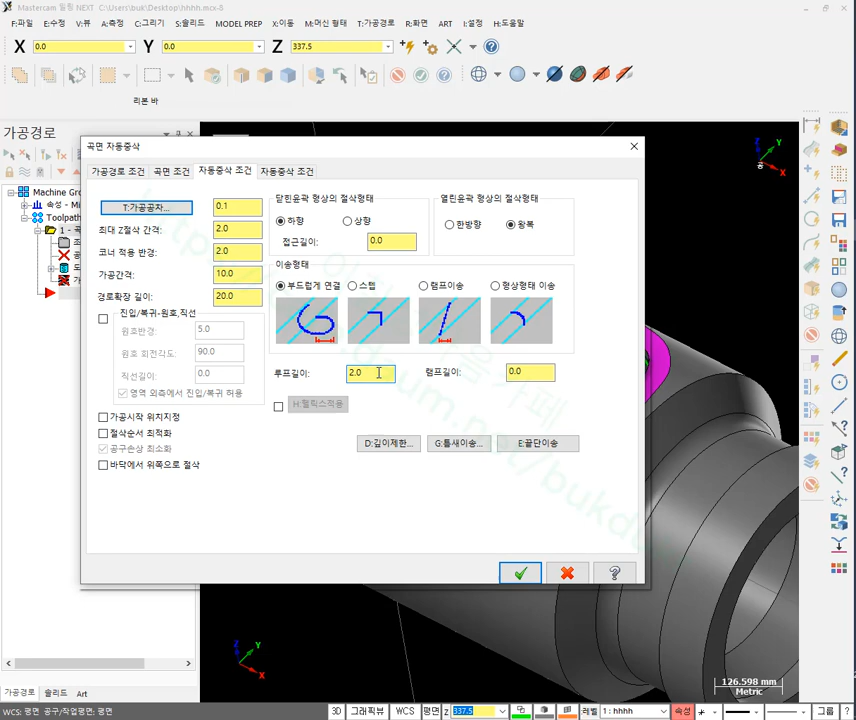 Mastercam 밀링 NEXT C:\Users\buk\Desktop\hhhh.mcx-8
F:파일 E:수정 V:뷰 A:측정 C:그리기 S:솔리드 MODEL PREP X:이동 M:머신 형태 T:가공경로 R:화면 ART I:설정 H:도움말
X 0.0 Y 0.0 Z 337.5
리본 바
가공경로
Machine Gro
속성 - Mi
Toolpath
1 - 곡
곡면 자동중삭
가공경로 조건 곡면 조건 자동중삭 조건 자동중삭 조건
T:가공공차... 0.1
최대 Z절삭 간격: 2.0
코너 적용 반경: 2.0
가공간격: 10.0
경로확장 길이: 20.0
진입/복귀-원호,직선
원호반경: 5.0
원호 회전각도: 90.0
직선길이: 0.0
영역 외측에서 진입/복귀 허용
가공시작 위치지정
절삭순서 최적화
공구손상 최소화
바닥에서 위쪽으로 절삭
닫힌윤곽 형상의 절삭형태
하향 상향
접근길이: 0.0
열린윤곽 형상의 절삭형태
한방향 왕복
이송형태
부드럽게 연결 스텝 램프이송 형상형태 이송
루프길이: 2.0 램프길이: 0.0
H:헬릭스적용
D:깊이제한... G:틈새이송... E:끝단이송
Z Y X
Z Y X
126.598 mm
Metric
가공경로 솔리드 Art
3D 그래픽뷰 WCS 평면 Z 337.5 레벨 1 : hhhh 속성 그룹 ?
WCS: 평면 공구/작업평면: 평면